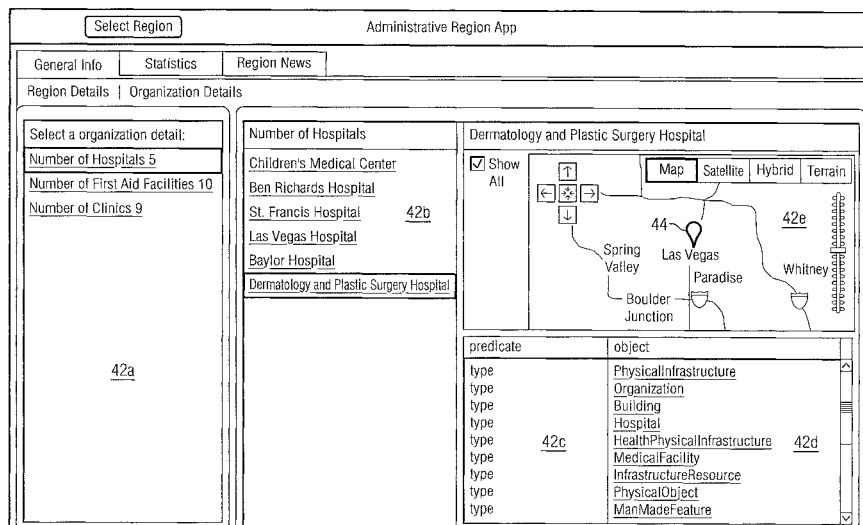 Select Region
Administrative Region App
General Info
Statistics
Region News
Region Details | Organization Details
Select a organization detail:
Number of Hospitals 5
Number of First Aid Facilities 10
Number of Clinics 9
42a
Number of Hospitals
Children's Medical Center
Ben Richards Hospital
St. Francis Hospital
42b
Las Vegas Hospital
Baylor Hospital
Dermatology and Plastic Surgery Hospital
Dermatology and Plastic Surgery Hospital
Show All
Map
Satellite
Hybrid
Terrain
44
42e
Spring Valley
Las Vegas
Paradise
Whitney
Boulder Junction
predicate object
type PhysicalInfrastructure
type Organization
type Building
type Hospital
type 42c HealthPhysicalInfrastructure 42d
type MedicalFacility
type InfrastructureResource
type PhysicalObject
type ManMadeFeature